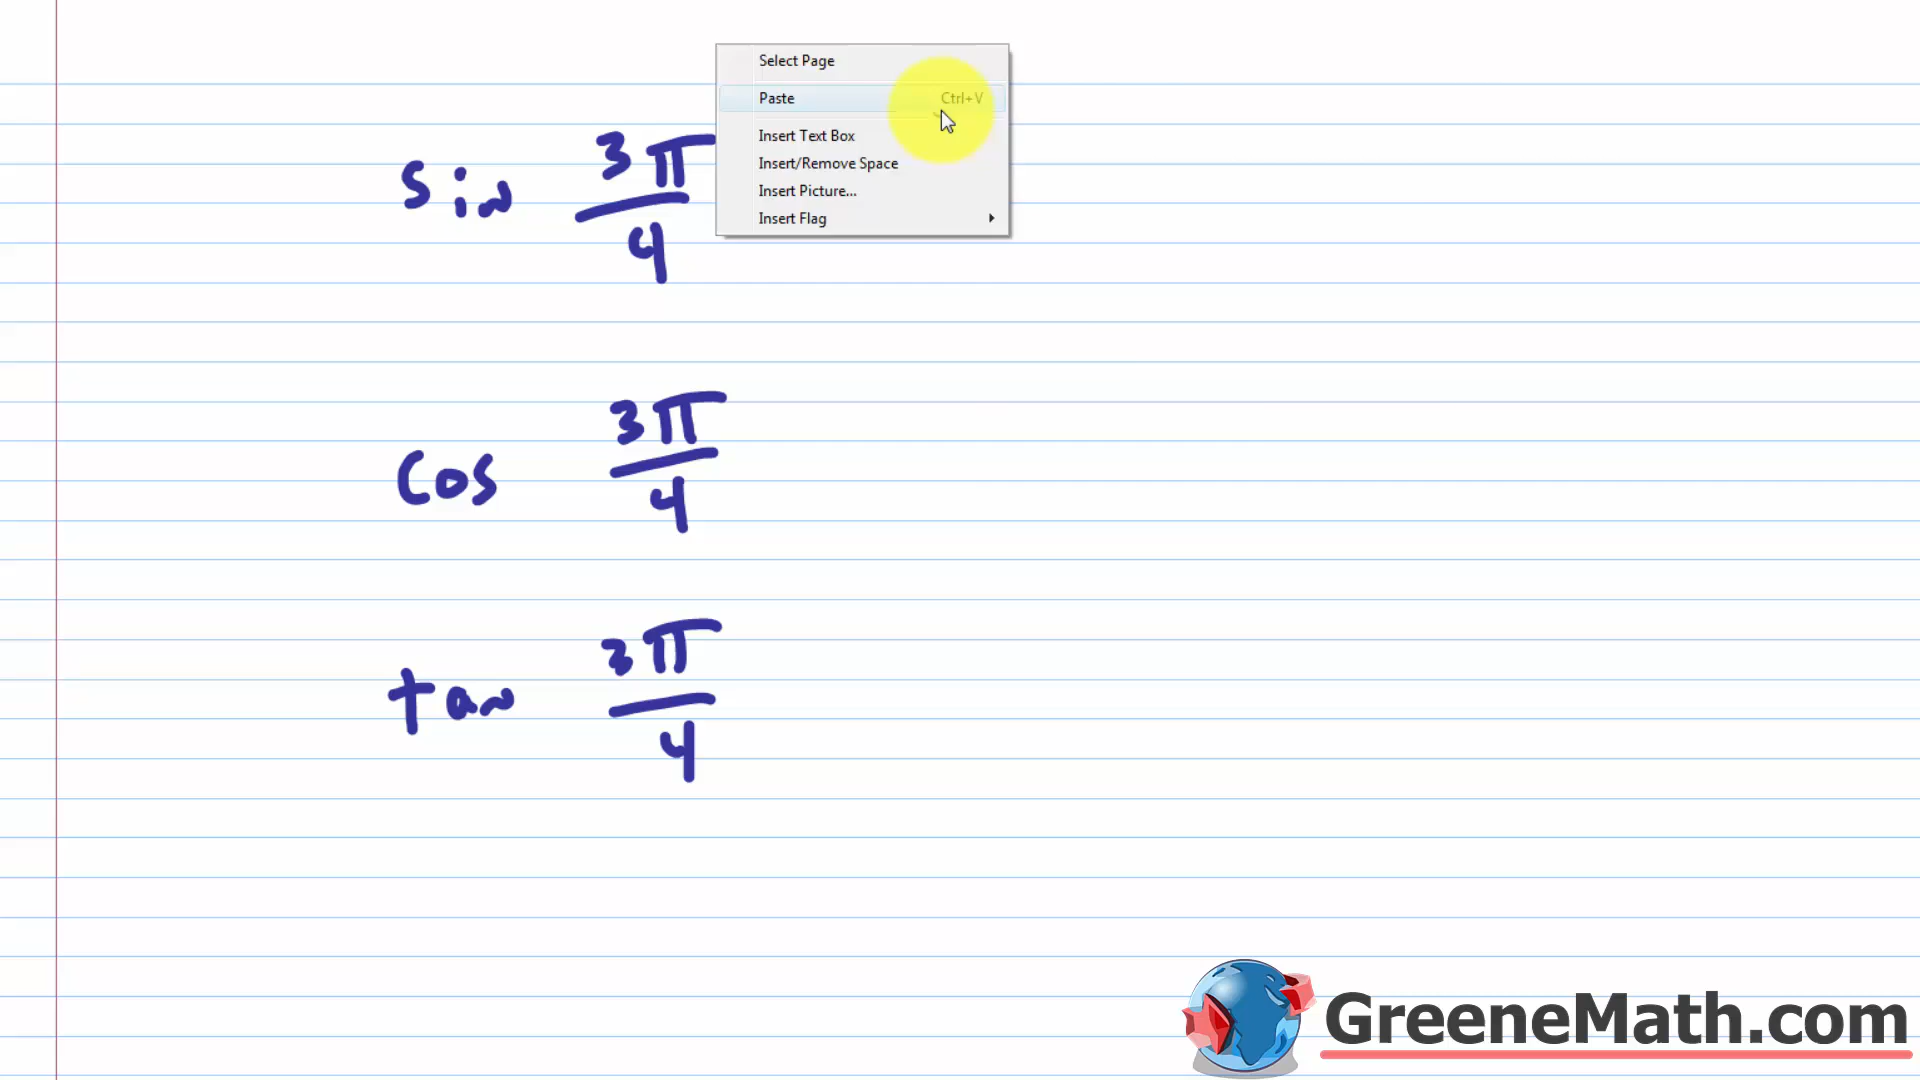 Select Page
Paste Ctrl+V
Insert Text Box
Insert/Remove Space
Insert Picture...
Insert Flag
sin 3π/4
cos 3π/4
tan 3π/4
GreeneMath.com